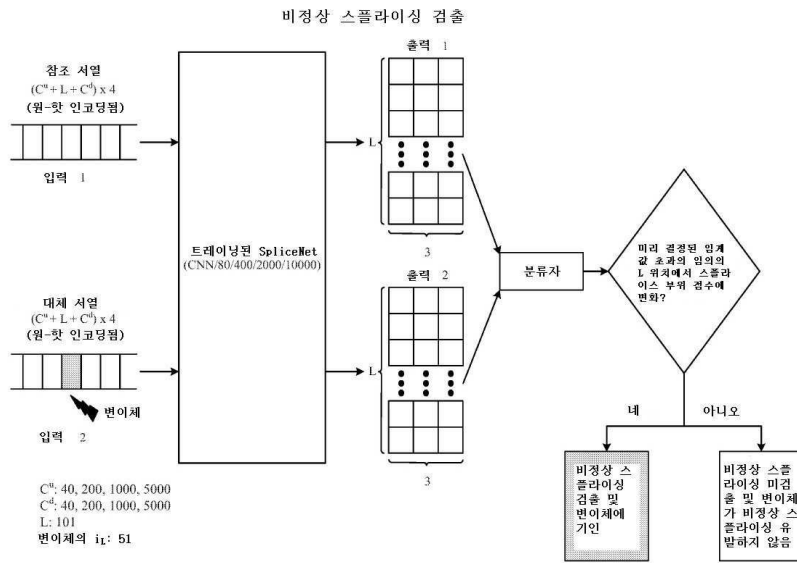 비정상 스플라이싱 검출
참조 서열
(Cᵘ + L + Cᵈ) x 4
(원-핫 인코딩됨)
입력 1
대체 서열
(Cᵘ + L + Cᵈ) x 4
(원-핫 인코딩됨)
변이체
입력 2
Cᵘ: 40, 200, 1000, 5000
Cᵈ: 40, 200, 1000, 5000
L: 101
변이체의 i_L: 51
트레이닝된 SpliceNet
(CNN/80/400/2000/10000)
출력 1
L
3
출력 2
L
3
분류자
미리 결정된 임계
값 초과의 임의의
L 위치에서 스플라
이스 부위 점수에
변화?
네
아니오
비정상 스
플라이싱
검출 및
변이체에
기인
비정상 스플
라이싱 미검
출 및 변이체
가 비정상 스
플라이싱 유
발하지 않음